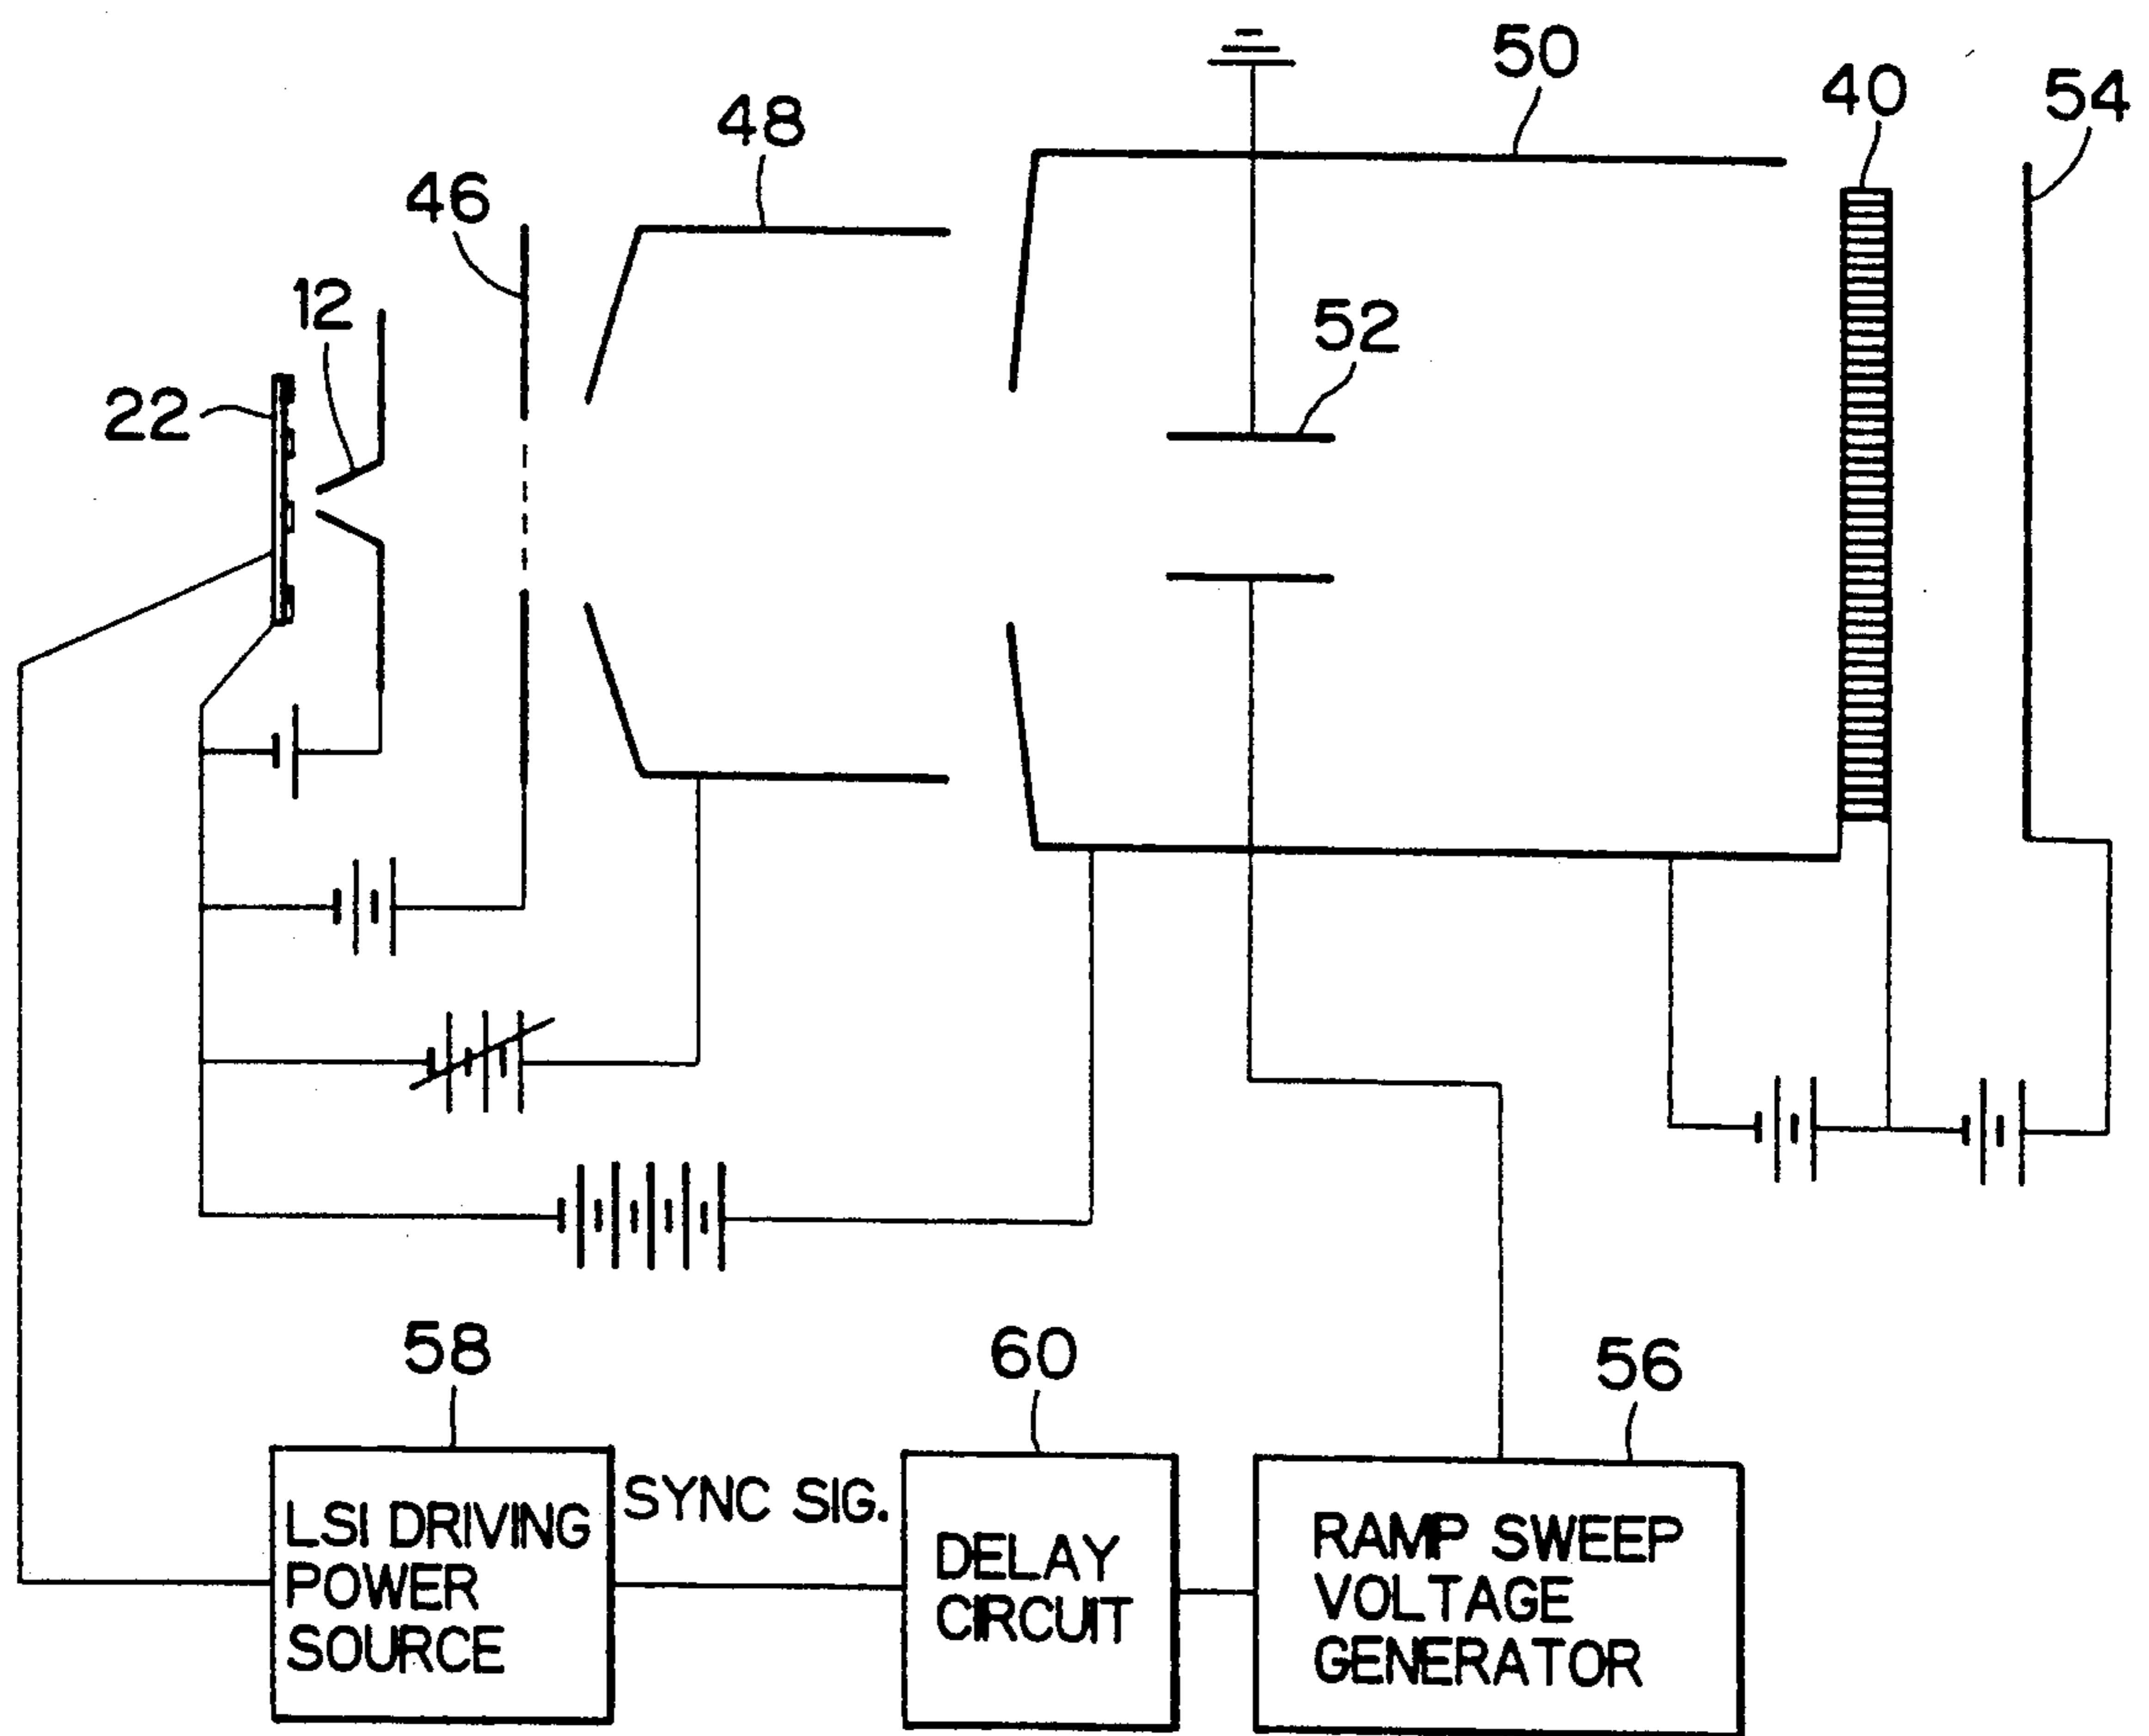 50
40
54
48
46
12
52
22
58
60
56
LSI DRIVING
POWER
SOURCE
SYNC SIG.
DELAY
CIRCUIT
RAMP SWEEP
VOLTAGE
GENERATOR